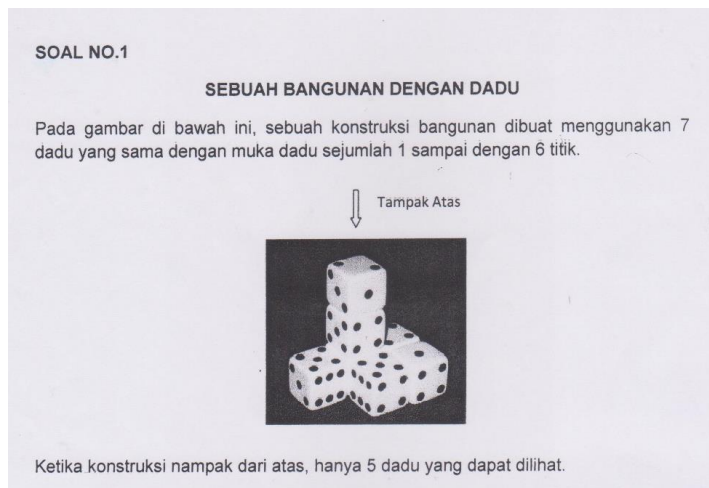 SOAL NO.1
SEBUAH BANGUNAN DENGAN DADU
Pada gambar di bawah ini, sebuah konstruksi bangunan dibuat menggunakan 7
dadu yang sama dengan muka dadu sejumlah 1 sampai dengan 6 titik.
Tampak Atas
Ketika konstruksi nampak dari atas, hanya 5 dadu yang dapat dilihat.